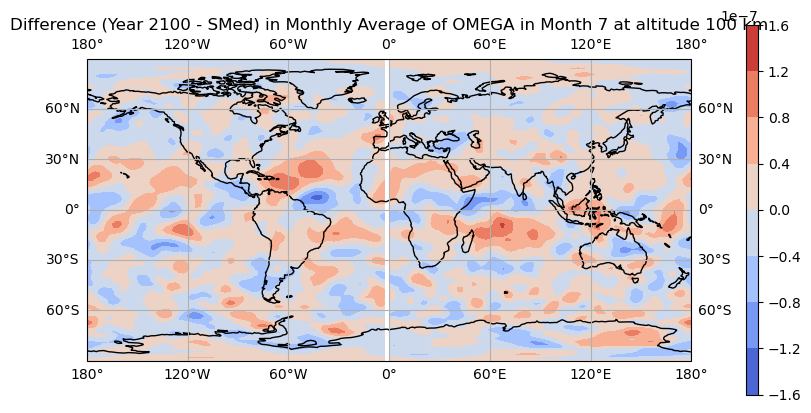 Difference (Year 2100 - SMed) in Monthly Average of OMEGA in Month 7 at altitude 100 km
1e−7
180° 120°W 60°W 0° 60°E 120°E 180°
1.6
1.2
60°N 60°N
0.8
30°N 30°N
0.4
0° 0°
0.0
−0.4
30°S 30°S
−0.8
60°S 60°S
−1.2
180° 120°W 60°W 0° 60°E 120°E 180°
−1.6